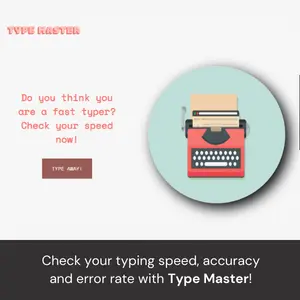 TYPE MASTER
Do you think you
are a fast typer?
Check your speed
now!
TYPE AWAY!
Check your typing speed, accuracy
and error rate with Type Master!